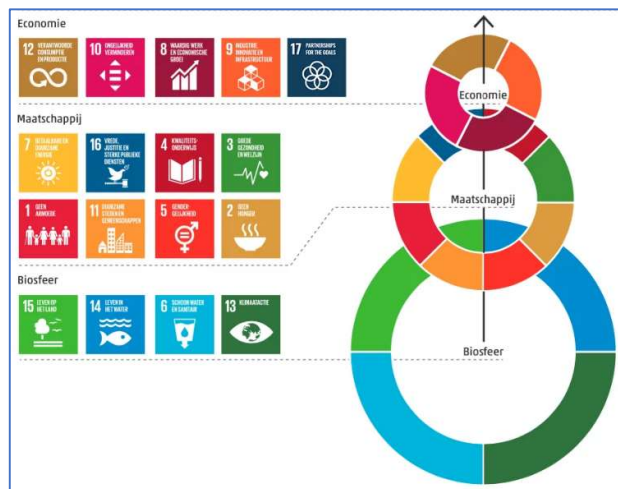 Economie
12 VERANTWOORDE
CONSUMPTIE
EN PRODUCTIE
10 ONGELIJKHEID
VERMINDEREN
8 WAARDIG WERK
EN ECONOMISCHE
GROEI
9 INDUSTRIE,
INNOVATIE EN
INFRASTRUCTUUR
17 PARTNERSHIPS
FOR THE GOALS
Maatschappij
7 BETAALBARE EN
DUURZAME
ENERGIE
16 VREDE,
JUSTITIE EN
STERKE PUBLIEKE
DIENSTEN
4 KWALITEITS-
ONDERWIJS
3 GOEDE
GEZONDHEID
EN WELZIJN
1 GEEN
ARMOEDE
11 DUURZAME
STEDEN EN
GEMEENSCHAPPEN
5 GENDER-
GELIJKHEID
2 GEEN
HONGER
Biosfeer
15 LEVEN OP
HET LAND
14 LEVEN IN
HET WATER
6 SCHOON WATER
EN SANITAIR
13 KLIMAATACTIE
Economie
Maatschappij
Biosfeer